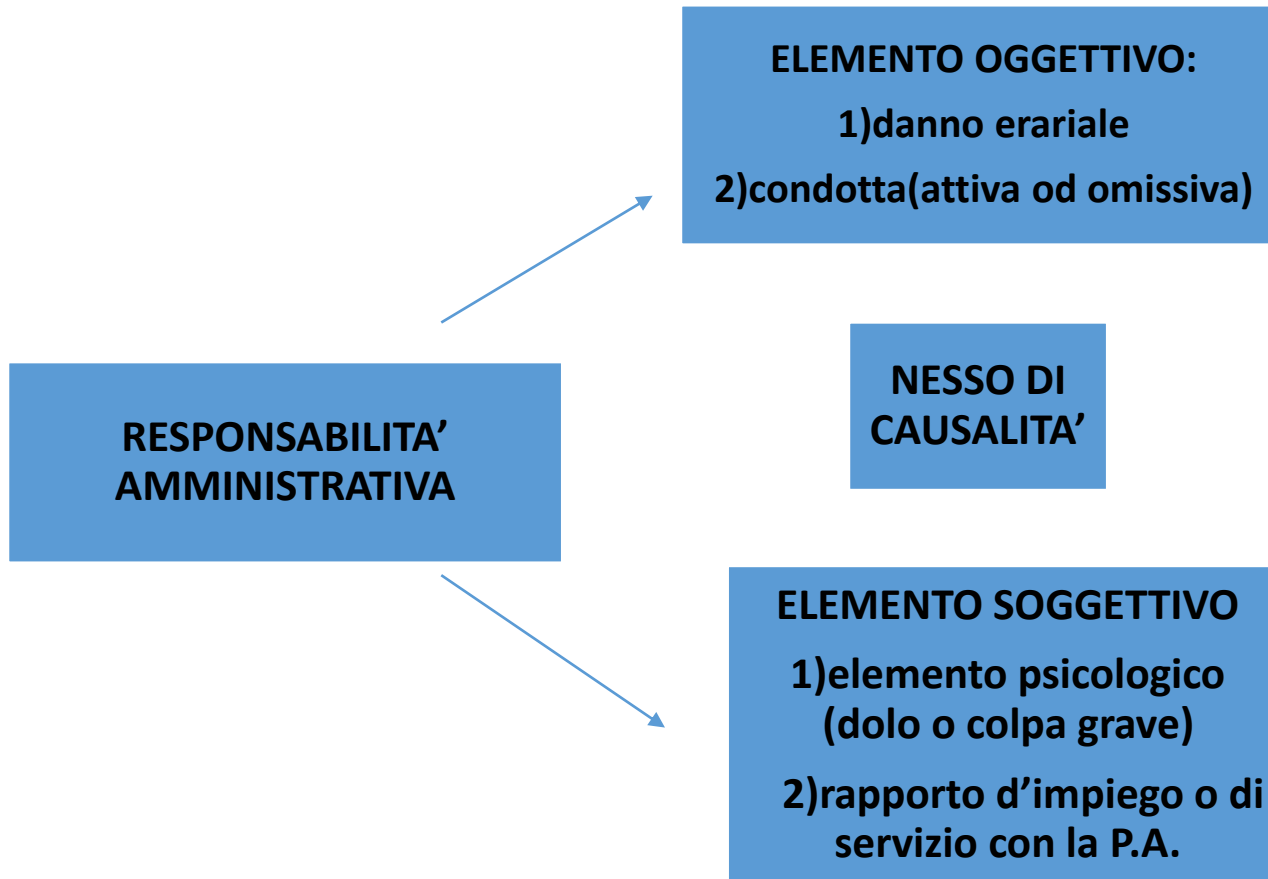 ELEMENTO OGGETTIVO:
1)danno erariale
2)condotta(attiva od omissiva)
RESPONSABILITA’
AMMINISTRATIVA
NESSO DI
CAUSALITA’
ELEMENTO SOGGETTIVO
1)elemento psicologico
(dolo o colpa grave)
2)rapporto d’impiego o di
servizio con la P.A.